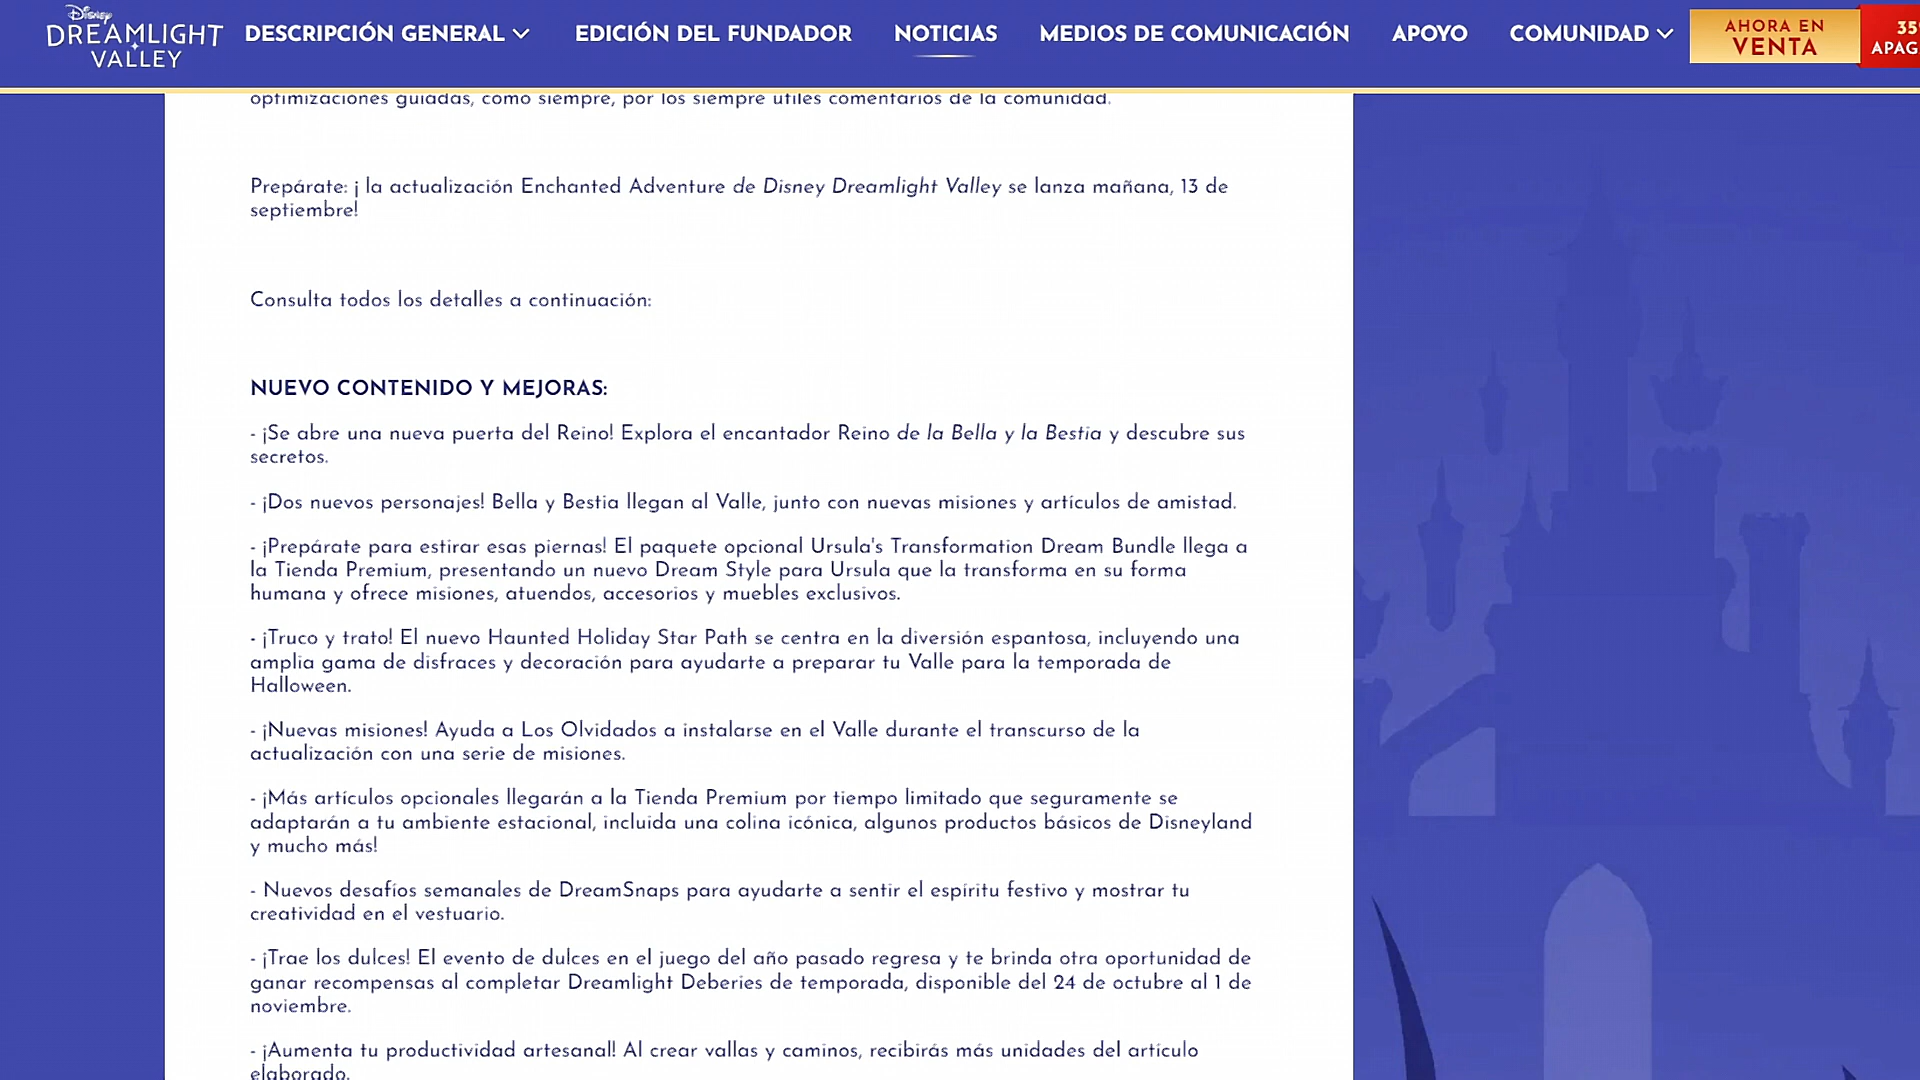 Disney
DREAMLIGHT
VALLEY
DESCRIPCIÓN GENERAL
EDICIÓN DEL FUNDADOR
NOTICIAS
MEDIOS DE COMUNICACIÓN
APOYO
COMUNIDAD
AHORA EN
VENTA
35
APAG
optimizaciones guiadas, como siempre, por los siempre útiles comentarios de la comunidad.
Prepárate: ¡ la actualización Enchanted Adventure de Disney Dreamlight Valley se lanza mañana, 13 de
septiembre!
Consulta todos los detalles a continuación:
NUEVO CONTENIDO Y MEJORAS:
- ¡Se abre una nueva puerta del Reino! Explora el encantador Reino de la Bella y la Bestia y descubre sus
secretos.
- ¡Dos nuevos personajes! Bella y Bestia llegan al Valle, junto con nuevas misiones y artículos de amistad.
- ¡Prepárate para estirar esas piernas! El paquete opcional Ursula's Transformation Dream Bundle llega a
la Tienda Premium, presentando un nuevo Dream Style para Ursula que la transforma en su forma
humana y ofrece misiones, atuendos, accesorios y muebles exclusivos.
- ¡Truco y trato! El nuevo Haunted Holiday Star Path se centra en la diversión espantosa, incluyendo una
amplia gama de disfraces y decoración para ayudarte a preparar tu Valle para la temporada de
Halloween.
- ¡Nuevas misiones! Ayuda a Los Olvidados a instalarse en el Valle durante el transcurso de la
actualización con una serie de misiones.
- ¡Más artículos opcionales llegarán a la Tienda Premium por tiempo limitado que seguramente se
adaptarán a tu ambiente estacional, incluida una colina icónica, algunos productos básicos de Disneyland
y mucho más!
- Nuevos desafíos semanales de DreamSnaps para ayudarte a sentir el espíritu festivo y mostrar tu
creatividad en el vestuario.
- ¡Trae los dulces! El evento de dulces en el juego del año pasado regresa y te brinda otra oportunidad de
ganar recompensas al completar Dreamlight Deberíes de temporada, disponible del 24 de octubre al 1 de
noviembre.
- ¡Aumenta tu productividad artesanal! Al crear vallas y caminos, recibirás más unidades del artículo
elaborado.